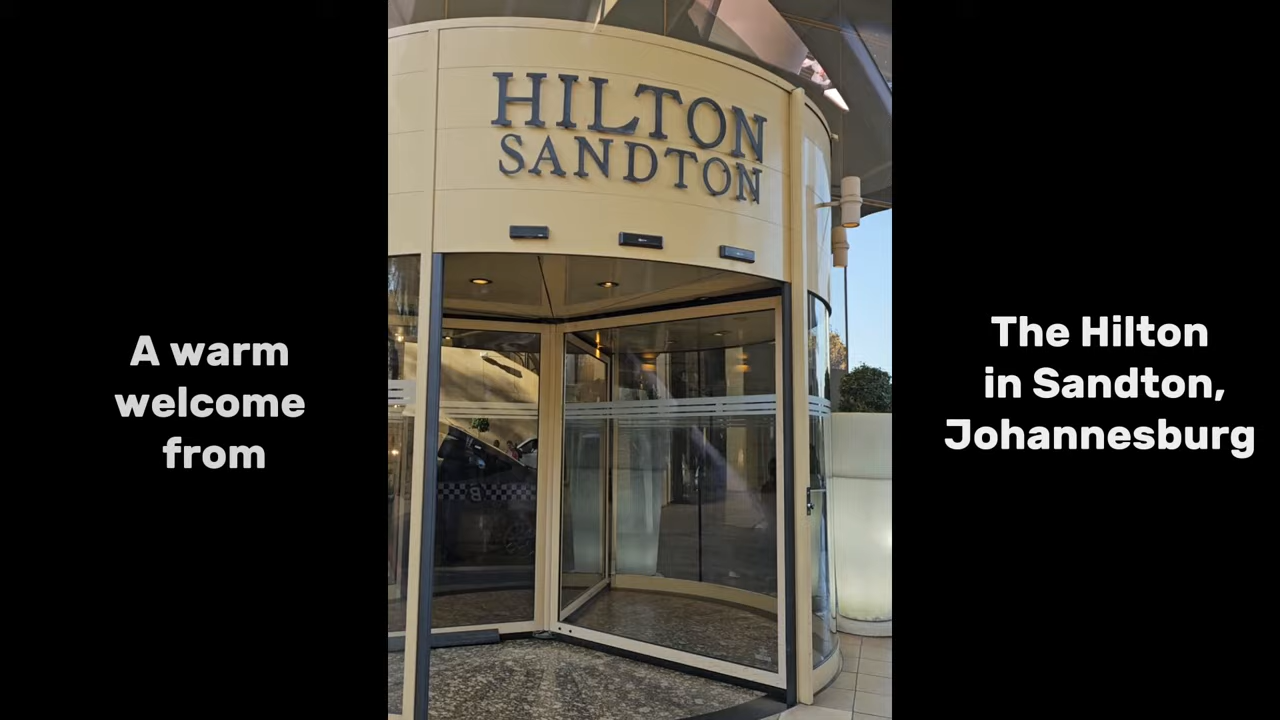 A warm
welcome
from
HILTON
SANDTON
The Hilton
in Sandton,
Johannesburg